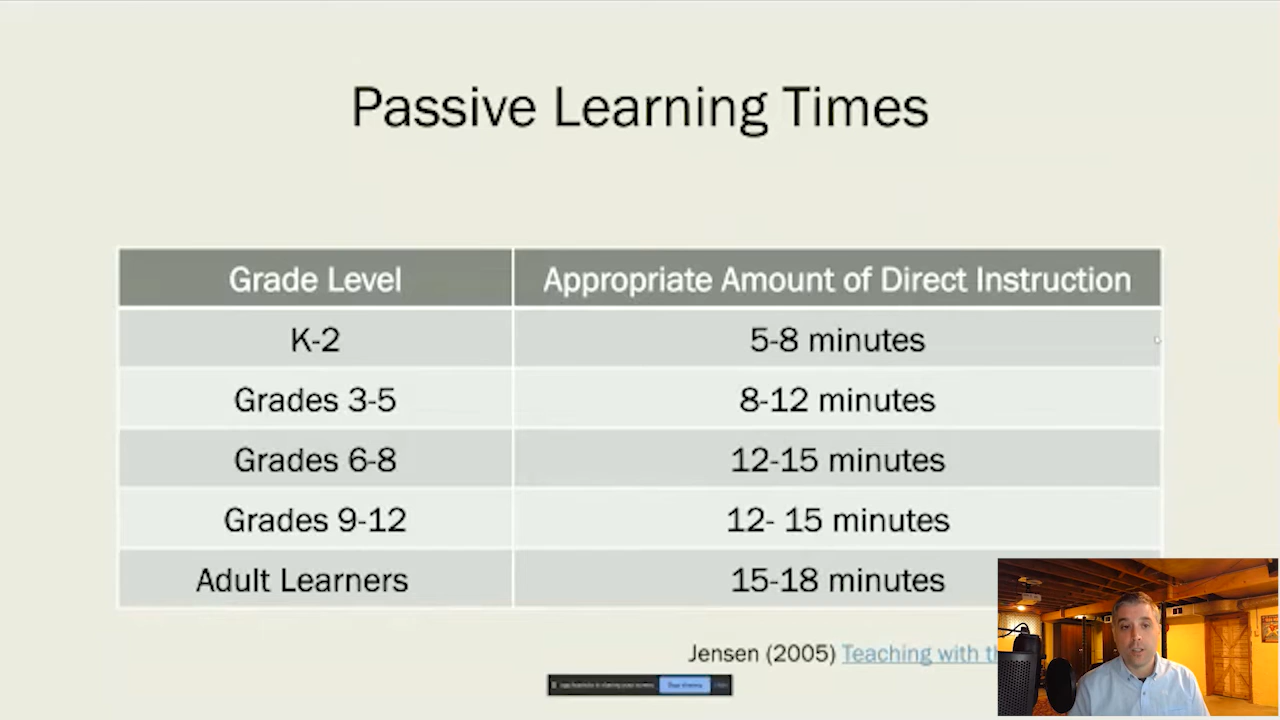 Passive Learning Times
Grade Level Appropriate Amount of Direct Instruction
K-2 5-8 minutes
Grades 3-5 8-12 minutes
Grades 6-8 12-15 minutes
Grades 9-12 12- 15 minutes
Adult Learners 15-18 minutes
Jensen (2005) Teaching with